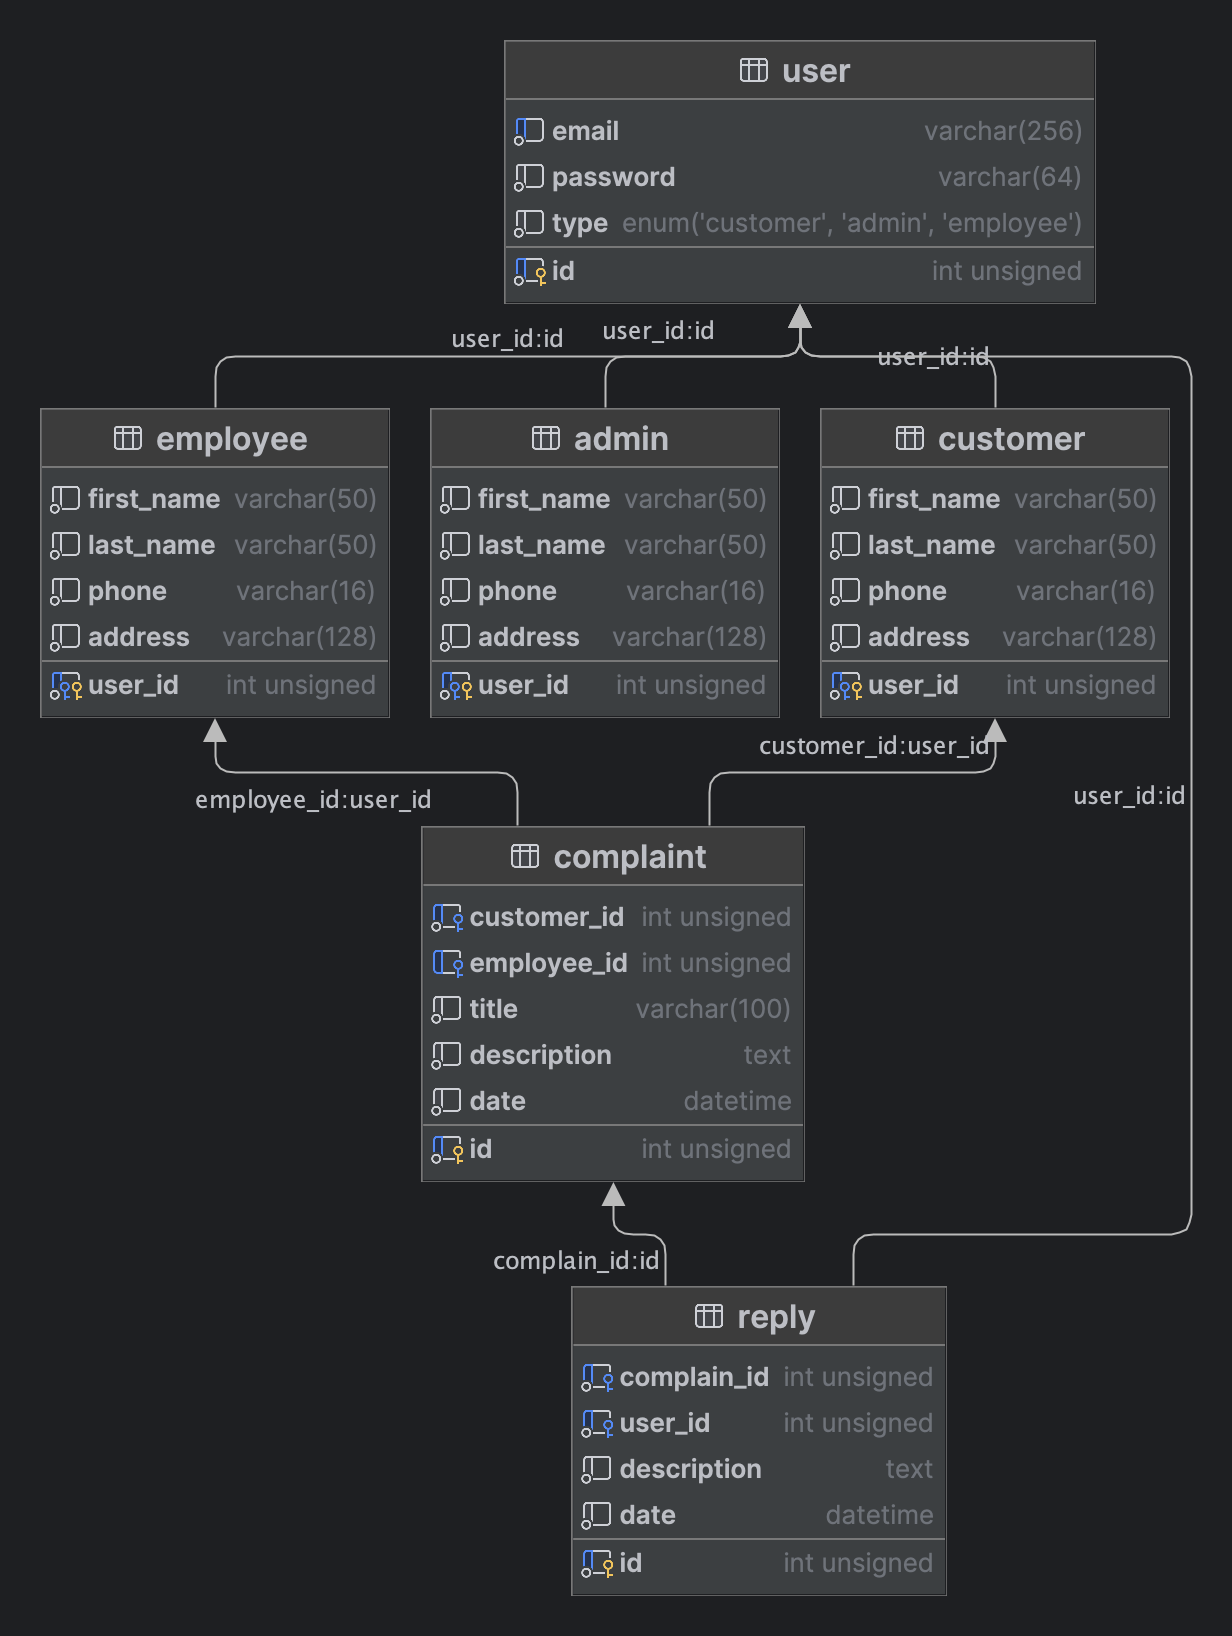 user
email varchar(256)
password varchar(64)
type enum('customer', 'admin', 'employee')
id int unsigned
user_id:id
user_id:id
user_id:id
employee
first_name varchar(50)
last_name varchar(50)
phone varchar(16)
address varchar(128)
user_id int unsigned
admin
first_name varchar(50)
last_name varchar(50)
phone varchar(16)
address varchar(128)
user_id int unsigned
customer
first_name varchar(50)
last_name varchar(50)
phone varchar(16)
address varchar(128)
user_id int unsigned
customer_id:user_id
employee_id:user_id
user_id:id
complaint
customer_id int unsigned
employee_id int unsigned
title varchar(100)
description text
date datetime
id int unsigned
complain_id:id
reply
complain_id int unsigned
user_id int unsigned
description text
date datetime
id int unsigned